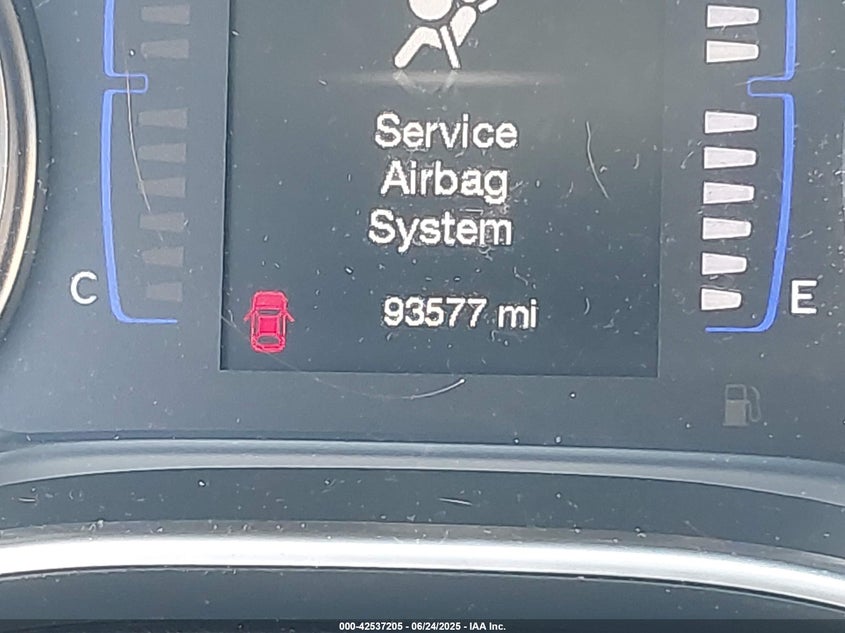 Service
Airbag
System
C
93577 mi
E
000-42537205 - 06/24/2025 - IAA Inc.